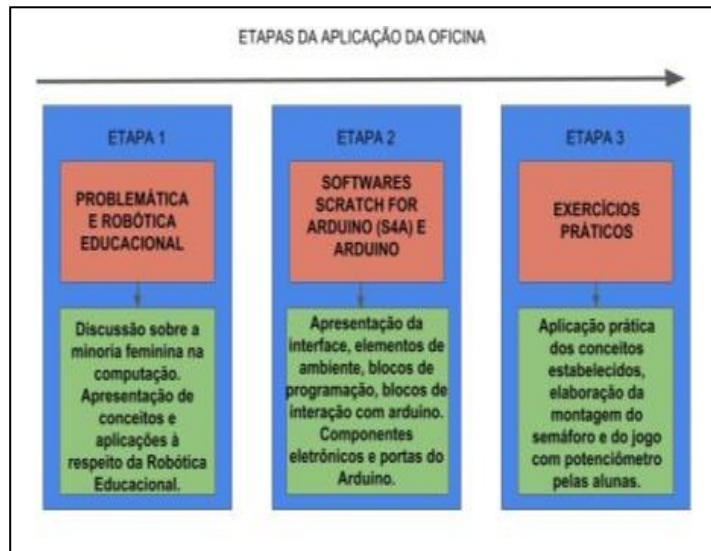 ETAPAS DA APLICAÇÃO DA OFICINA
ETAPA 1
PROBLEMÁTICA
E ROBÓTICA
EDUCACIONAL
Discussão sobre a
minoria feminina na
computação.
Apresentação de
conceitos e
aplicações à
respeito da Robótica
Educacional.
ETAPA 2
SOFTWARES
SCRATCH FOR
ARDUINO (S4A) E
ARDUINO
Apresentação da
interface, elementos de
ambiente, blocos de
programação, blocos de
interação com arduino.
Componentes
eletrônicos e portas do
Arduino.
ETAPA 3
EXERCÍCIOS
PRÁTICOS
Aplicação prática
dos conceitos
estabelecidos,
elaboração da
montagem do
semáforo e do jogo
com potenciômetro
pelas alunas.